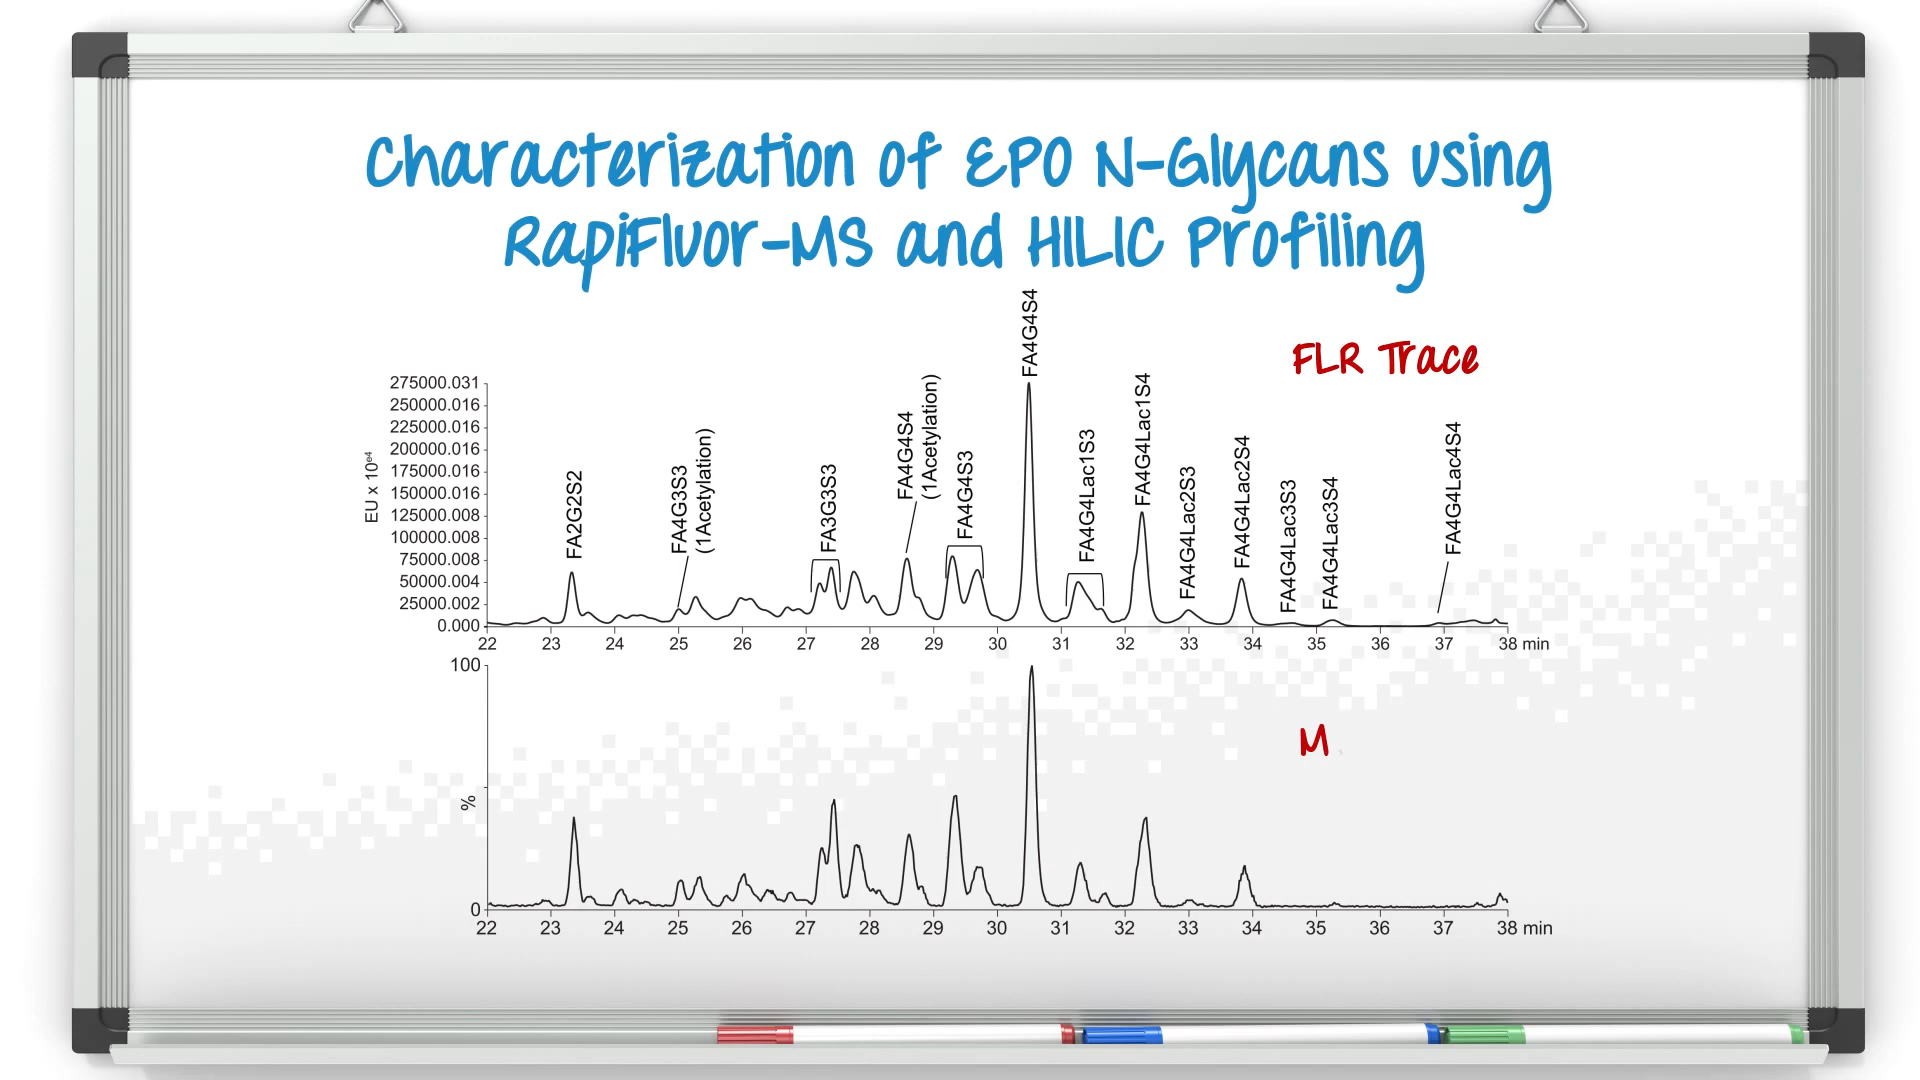 Characterization of EPO N-Glycans using
RapiFluor-MS and HILIC Profiling
FLR Trace
EU x 10e4
275000.031
250000.016
225000.016
200000.016
175000.016
150000.016
125000.008
100000.008
75000.008
50000.004
25000.002
0.000
FA2G2S2
FA4G3S3
(1Acetylation)
FA3G3S3
FA4G4S4
(1Acetylation)
FA4G4S3
FA4G4S4
FA4G4Lac1S3
FA4G4Lac1S4
FA4G4Lac2S3
FA4G4Lac2S4
FA4G4Lac3S3
FA4G4Lac3S4
FA4G4Lac4S4
22 23 24 25 26 27 28 29 30 31 32 33 34 35 36 37 38 min
100
M
%
0
22 23 24 25 26 27 28 29 30 31 32 33 34 35 36 37 38 min